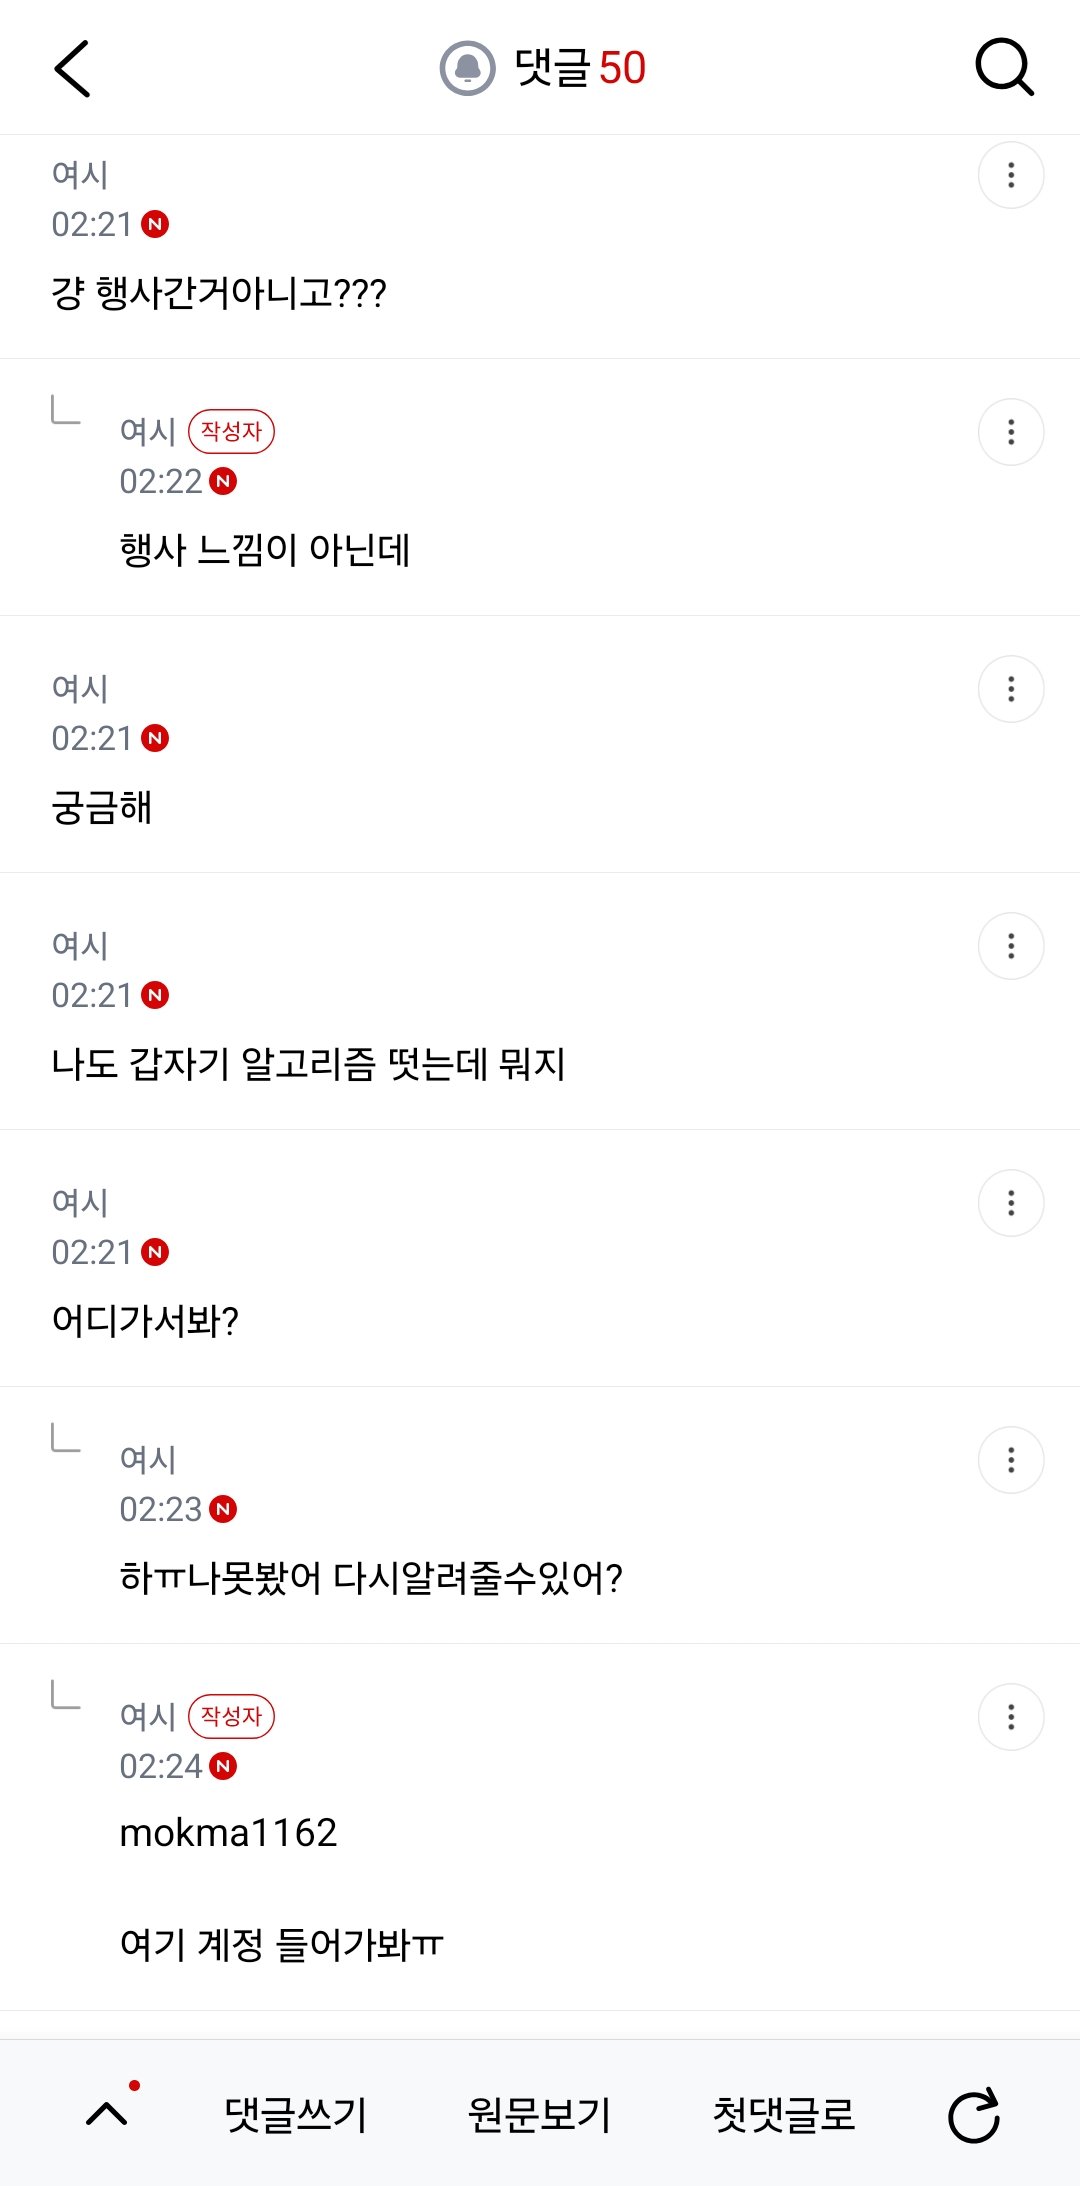 댓글 50
여시
02:21 N
걍 행사간거아니고???
여시 작성자
02:22 N
행사 느낌이 아닌데
여시
02:21 N
궁금해
여시
02:21 N
나도 갑자기 알고리즘 떳는데 뭐지
여시
02:21 N
어디가서봐?
여시
02:23 N
하ㅠ나못봤어 다시알려줄수있어?
여시 작성자
02:24 N
mokma1162
여기 계정 들어가봐ㅠ
댓글쓰기 원문보기 첫댓글로